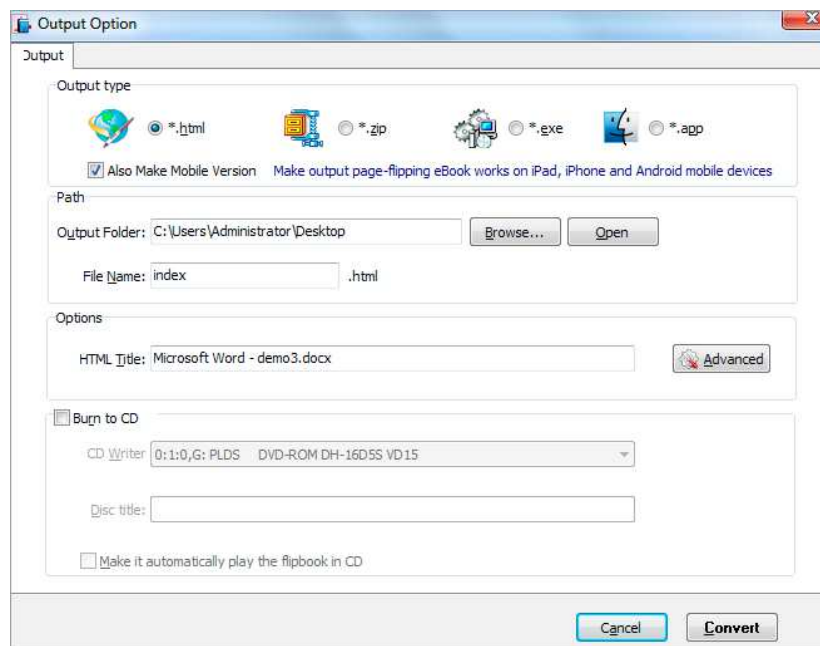 Output Option
Output
Output type
*.html
*.zip
*.exe
*.app
Also Make Mobile Version Make output page-flipping eBook works on iPad, iPhone and Android mobile devices
Path
Output Folder: C:\Users\Administrator\Desktop Browse... Open
File Name: index .html
Options
HTML Title: Microsoft Word - demo3.docx Advanced
Burn to CD
CD Writer 0:1:0,G: PLDS DVD-ROM DH-16D5S VD15
Disc title:
Make it automatically play the flipbook in CD
Cancel Convert